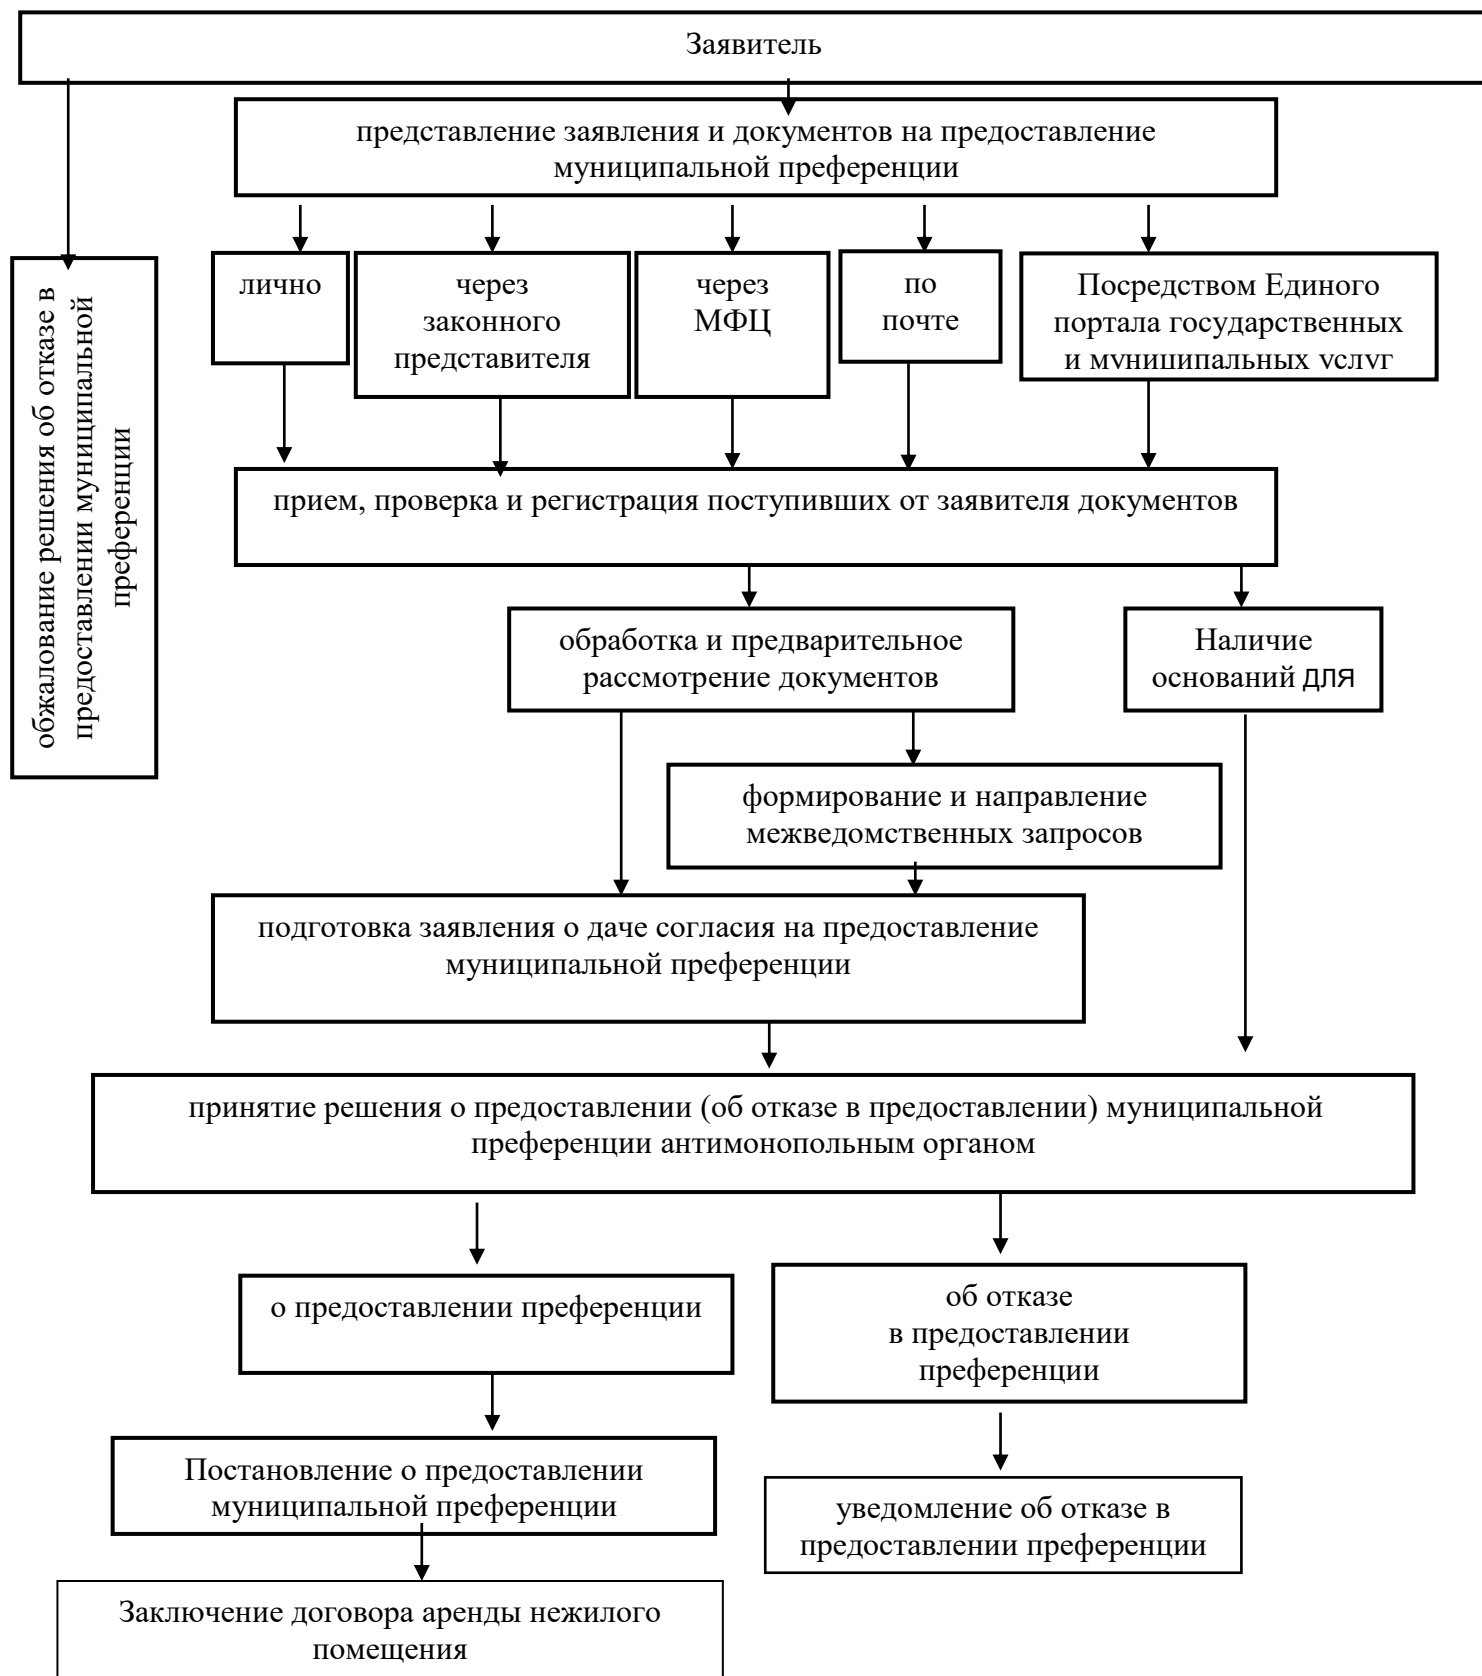 Заявитель
представление заявления и документов на предоставление
муниципальной преференции
лично
через
законного
представителя
через
МФЦ
по
почте
Посредством Единого
портала государственных
и муниципальных услуг
обжалование решения об отказе в
предоставлении муниципальной
преференции
прием, проверка и регистрация поступивших от заявителя документов
обработка и предварительное
рассмотрение документов
Наличие
оснований для
формирование и направление
межведомственных запросов
подготовка заявления о даче согласия на предоставление
муниципальной преференции
принятие решения о предоставлении (об отказе в предоставлении) муниципальной
преференции антимонопольным органом
о предоставлении преференции
об отказе
в предоставлении
преференции
Постановление о предоставлении
муниципальной преференции
уведомление об отказе в
предоставлении преференции
Заключение договора аренды нежилого
помещения